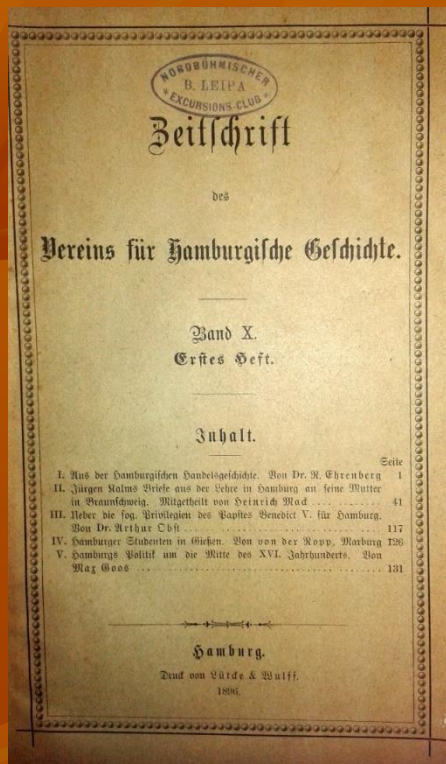 NORDBÖHMISCHER
B. LEIPA
* EXCURSIONS-CLUB *
Zeitschrift
des
Vereins für Hamburgische Geschichte.
Band X.
Erstes Heft.
Inhalt.
Seite
I. Aus der Hamburgischen Handelsgeschichte. Von Dr. R. Ehrenberg 1
II. Jürgen Kalms Briefe aus der Lehre in Hamburg an seine Mutter
in Braunschweig. Mitgetheilt von Heinrich Mack .......... 41
III. Ueber die sog. Privilegien des Papstes Benedict V. für Hamburg.
Von Dr. Arthur Obst .......... 117
IV. Hamburger Studenten in Gießen. Von von der Ropp, Marburg 126
V. Hamburgs Politik um die Mitte des XVI. Jahrhunderts. Von
Max Goos .......... 131
Hamburg.
Druck von Lütcke & Wulff.
1896.